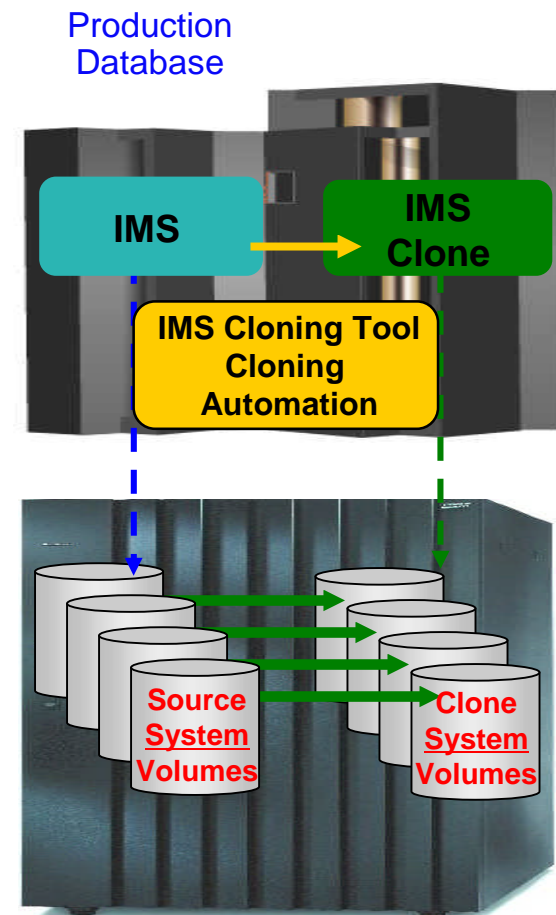 Production
Database
IMS
IMS
Clone
IMS Cloning Tool
Cloning
Automation
Source
System
Volumes
Clone
System
Volumes